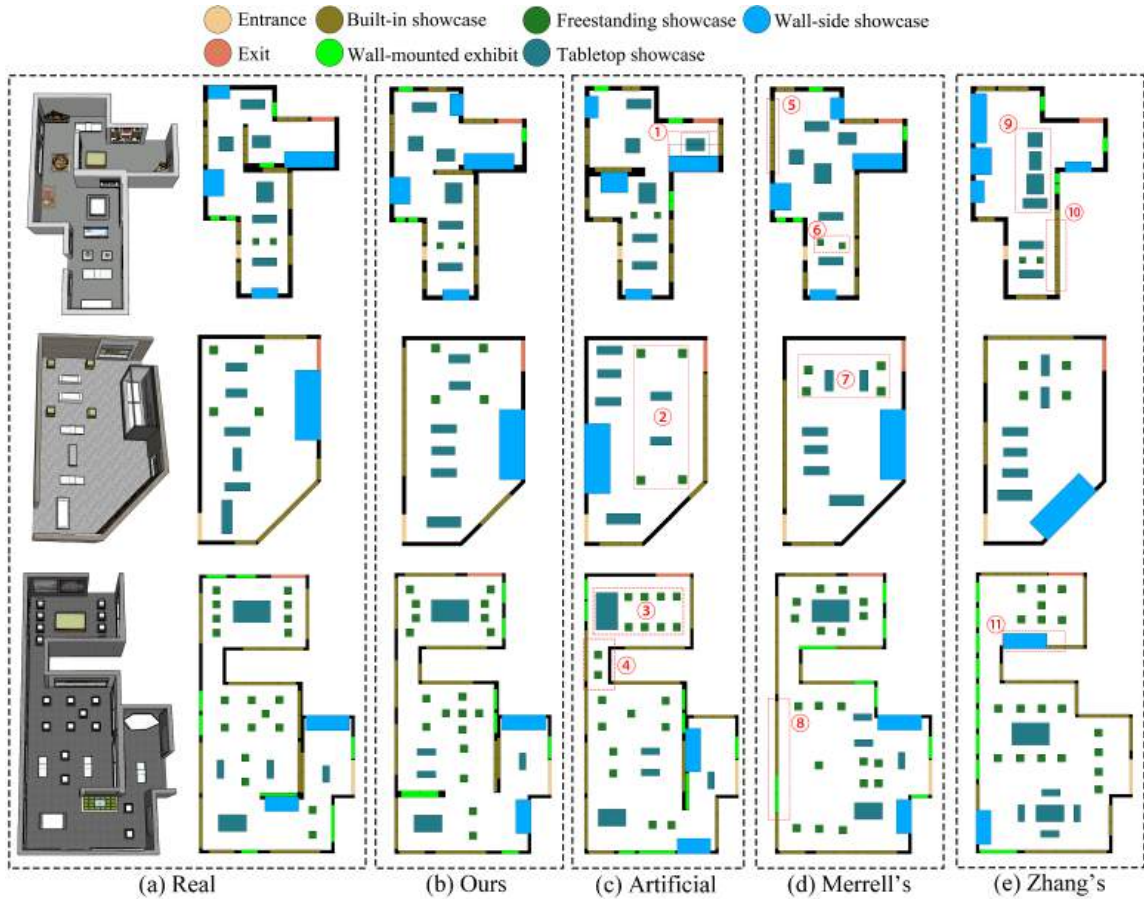 Entrance Built-in showcase Freestanding showcase Wall-side showcase
Exit Wall-mounted exhibit Tabletop showcase
① ⑤ ⑨
⑥ ⑩
② ⑦
③ ④ ⑧ ⑪
(a) Real (b) Ours (c) Artificial (d) Merrell's (e) Zhang's